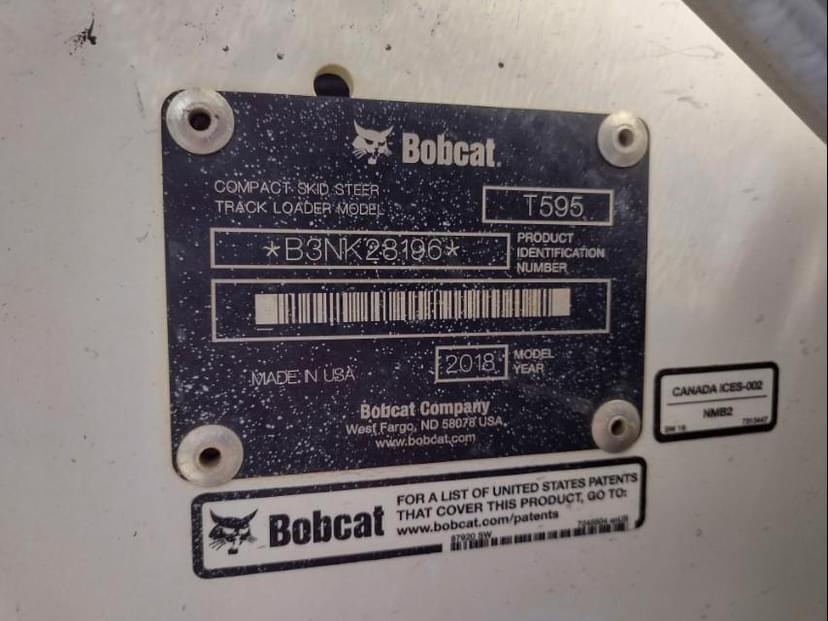 Bobcat
COMPACT SKID STEER
TRACK LOADER MODEL
T595
*B3NK28196*
PRODUCT
IDENTIFICATION
NUMBER
MADE IN USA
2018
MODEL
YEAR
Bobcat Company
West Fargo, ND 58078 USA
www.bobcat.com
CANADA ICES-002
NMB2
Bobcat
FOR A LIST OF UNITED STATES PATENTS
THAT COVER THIS PRODUCT, GO TO:
www.bobcat.com/patents
87920 SW